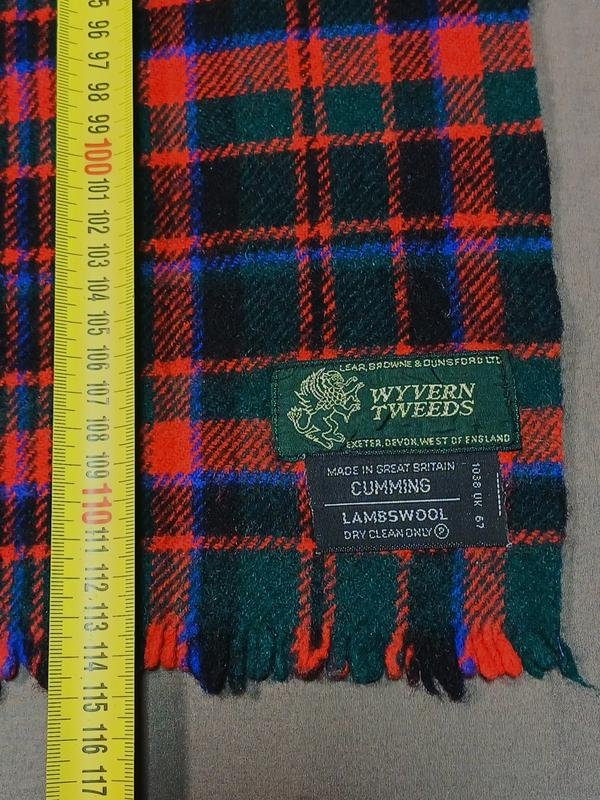 95
96
97
98
99
100
101
102
103
104
105
106
107
108
109
110
111
112
113
114
115
116
117
LEAR, BROWNE & DUNSFORD LTD
WYVERN
TWEEDS
EXETER, DEVON, WEST OF ENGLAND
MADE IN GREAT BRITAIN
CUMMING
LAMBSWOOL
DRY CLEAN ONLY Ⓟ
1038 UK 67